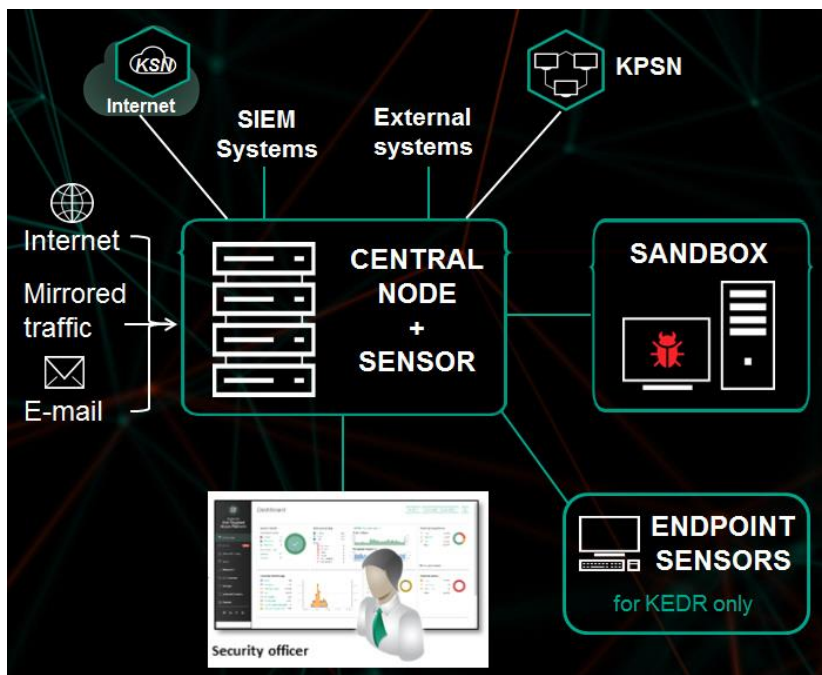 KSN
Internet
KPSN
SIEM
Systems
External
systems
Internet
Mirrored
traffic
E-mail
CENTRAL
NODE
+
SENSOR
SANDBOX
Dashboard
Security officer
ENDPOINT
SENSORS
for KEDR only